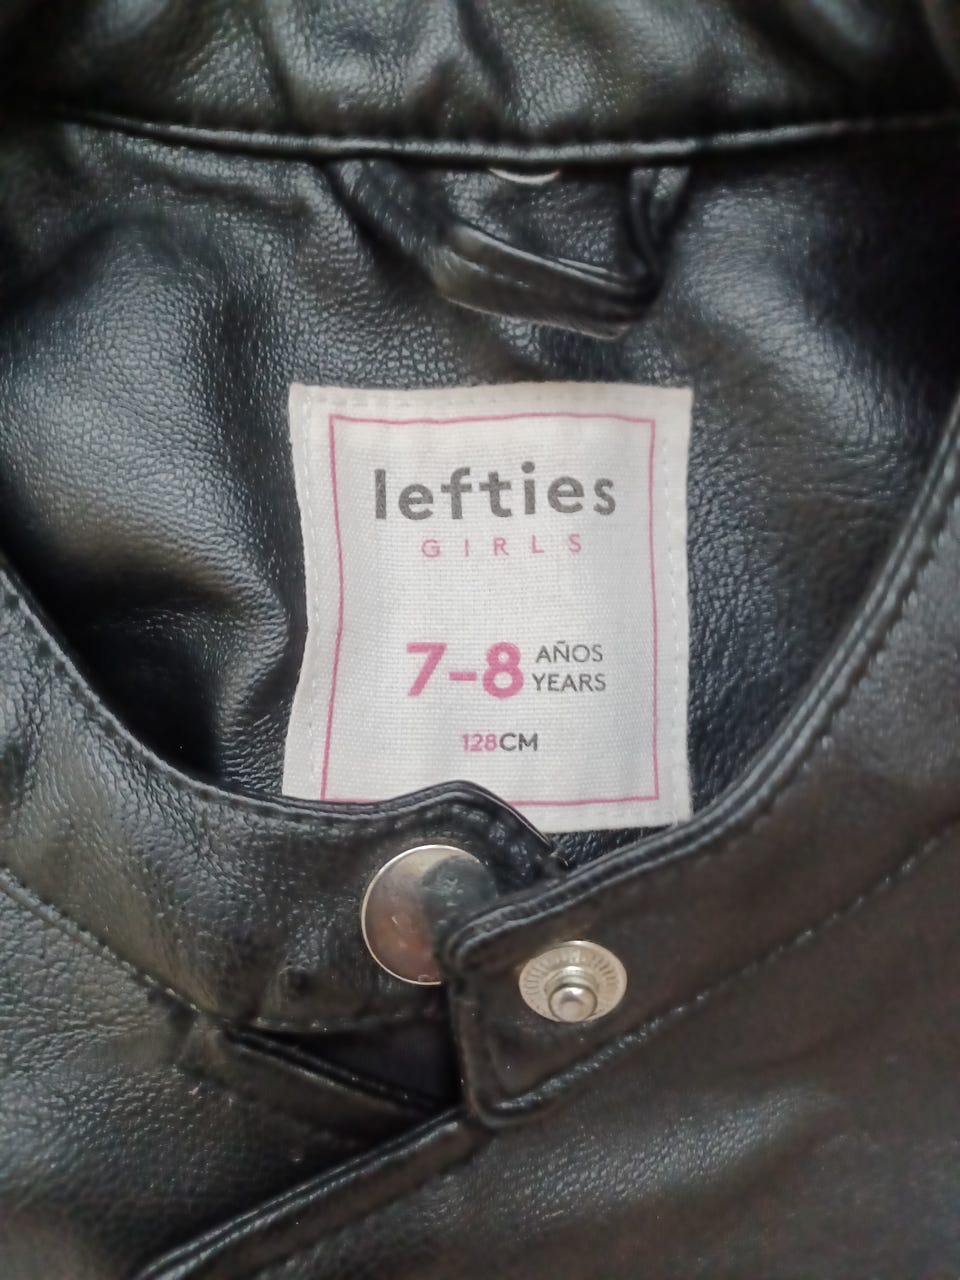 lefties
GIRLS
7-8 AÑOS
YEARS
128CM